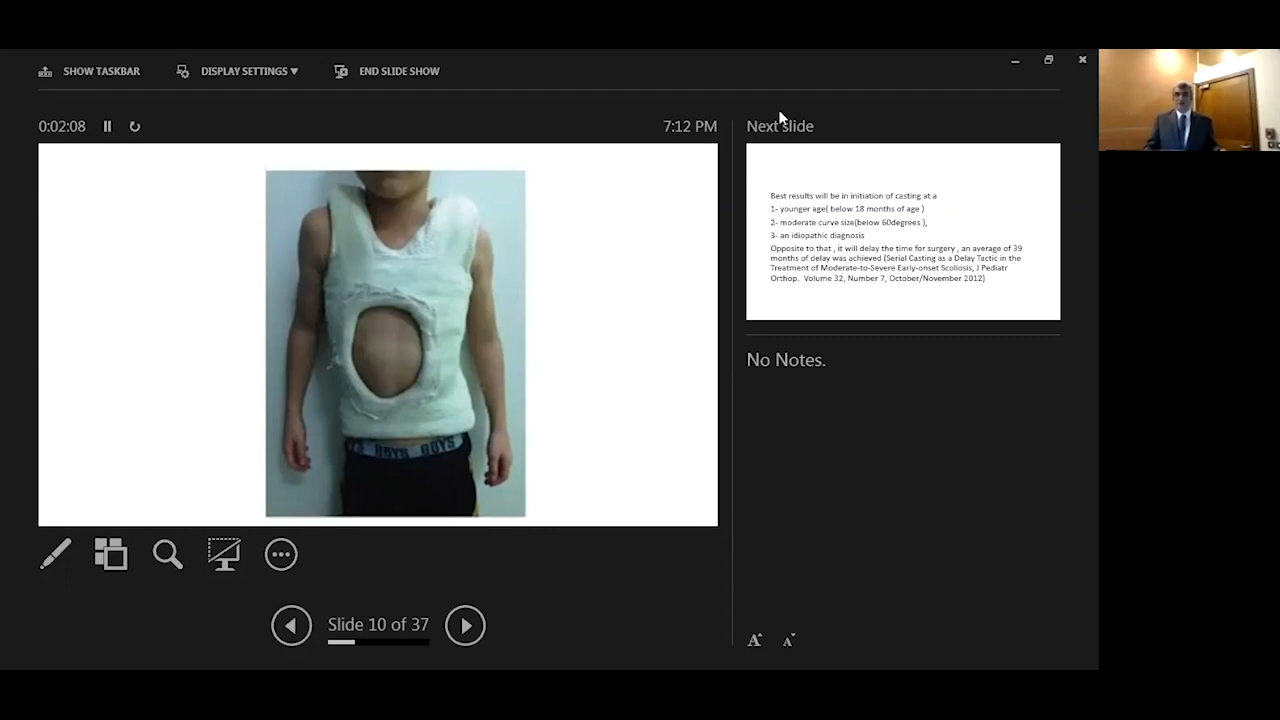 SHOW TASKBAR
DISPLAY SETTINGS ▼
END SLIDE SHOW
0:02:08
7:12 PM
Next slide
BOYS BOYS
Best results will be in initiation of casting at a
1- younger age( below 18 months of age )
2- moderate curve size(below 60degrees ),
3- an idiopathic diagnosis
Opposite to that , it will delay the time for surgery , an average of 39
months of delay was achieved (Serial Casting as a Delay Tactic in the
Treatment of Moderate-to-Severe Early-onset Scoliosis, J Pediatr
Orthop. Volume 32, Number 7, October/November 2012)
No Notes.
Slide 10 of 37
A A